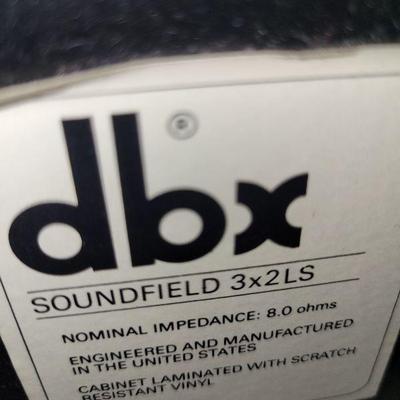 dbx®
SOUNDFIELD 3x2LS
NOMINAL IMPEDANCE: 8.0 ohms
ENGINEERED AND MANUFACTURED
IN THE UNITED STATES
CABINET LAMINATED WITH SCRATCH
RESISTANT VINYL